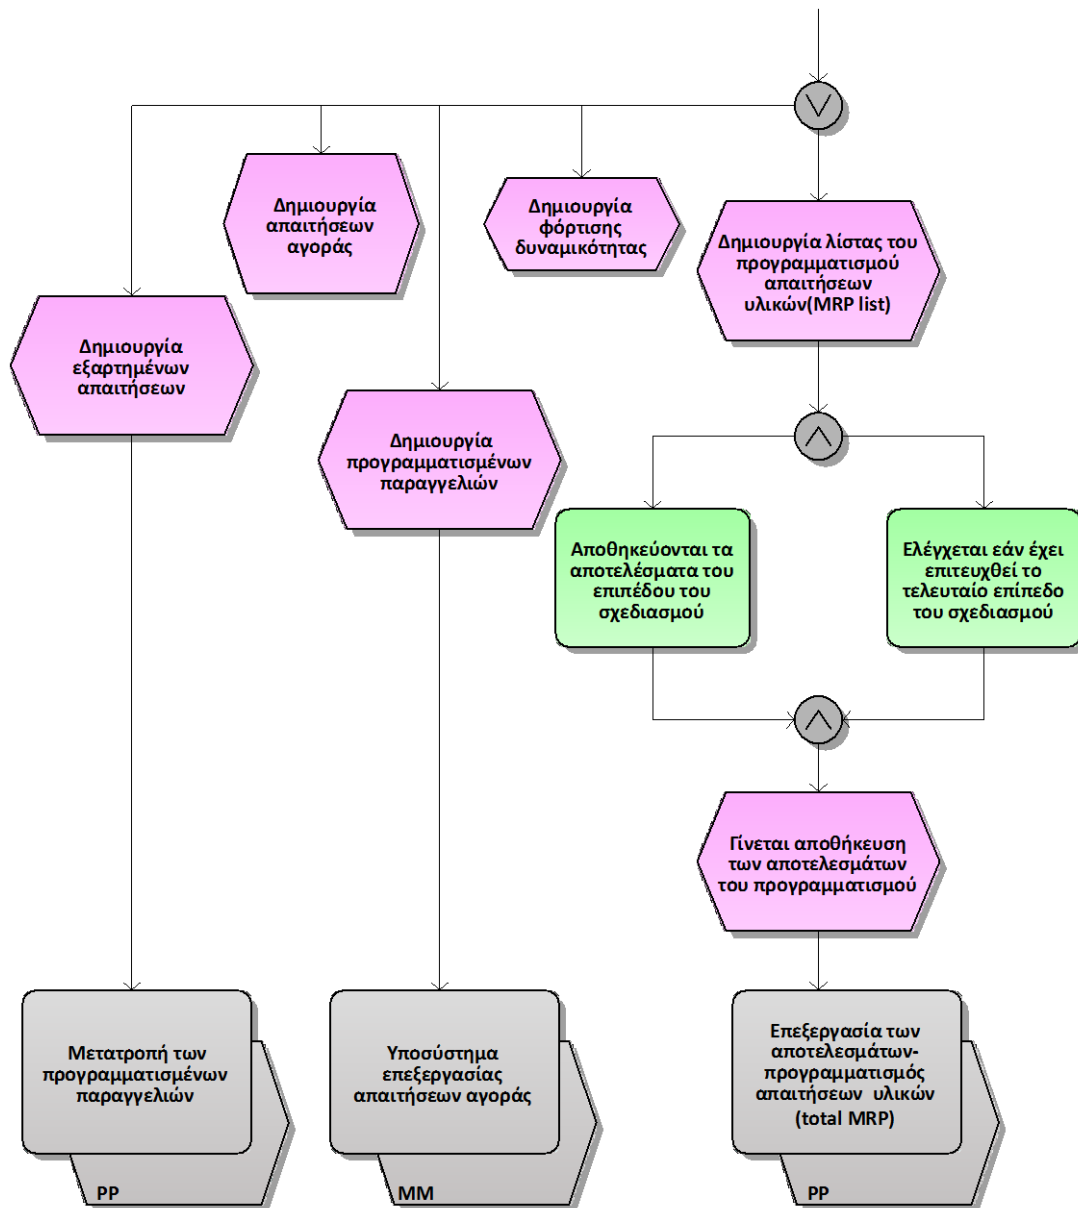 Δημιουργία
απαιτήσεων
αγοράς
Δημιουργία
φόρτισης
δυναμικότητας
Δημιουργία λίστας του
προγραμματισμού
απαιτήσεων
υλικών(MRP list)
Δημιουργία
εξαρτημένων
απαιτήσεων
Δημιουργία
προγραμματισμένων
παραγγελιών
Αποθηκεύονται τα
αποτελέσματα του
επιπέδου του
σχεδιασμού
Ελέγχεται εάν έχει
επιτευχθεί το
τελευταίο επίπεδο
του σχεδιασμού
Γίνεται αποθήκευση
των αποτελεσμάτων
του προγραμματισμού
Μετατροπή των
προγραμματισμένων
παραγγελιών
PP
Υποσύστημα
επεξεργασίας
απαιτήσεων αγοράς
MM
Επεξεργασία των
αποτελεσμάτων-
προγραμματισμός
απαιτήσεων υλικών
(total MRP)
PP